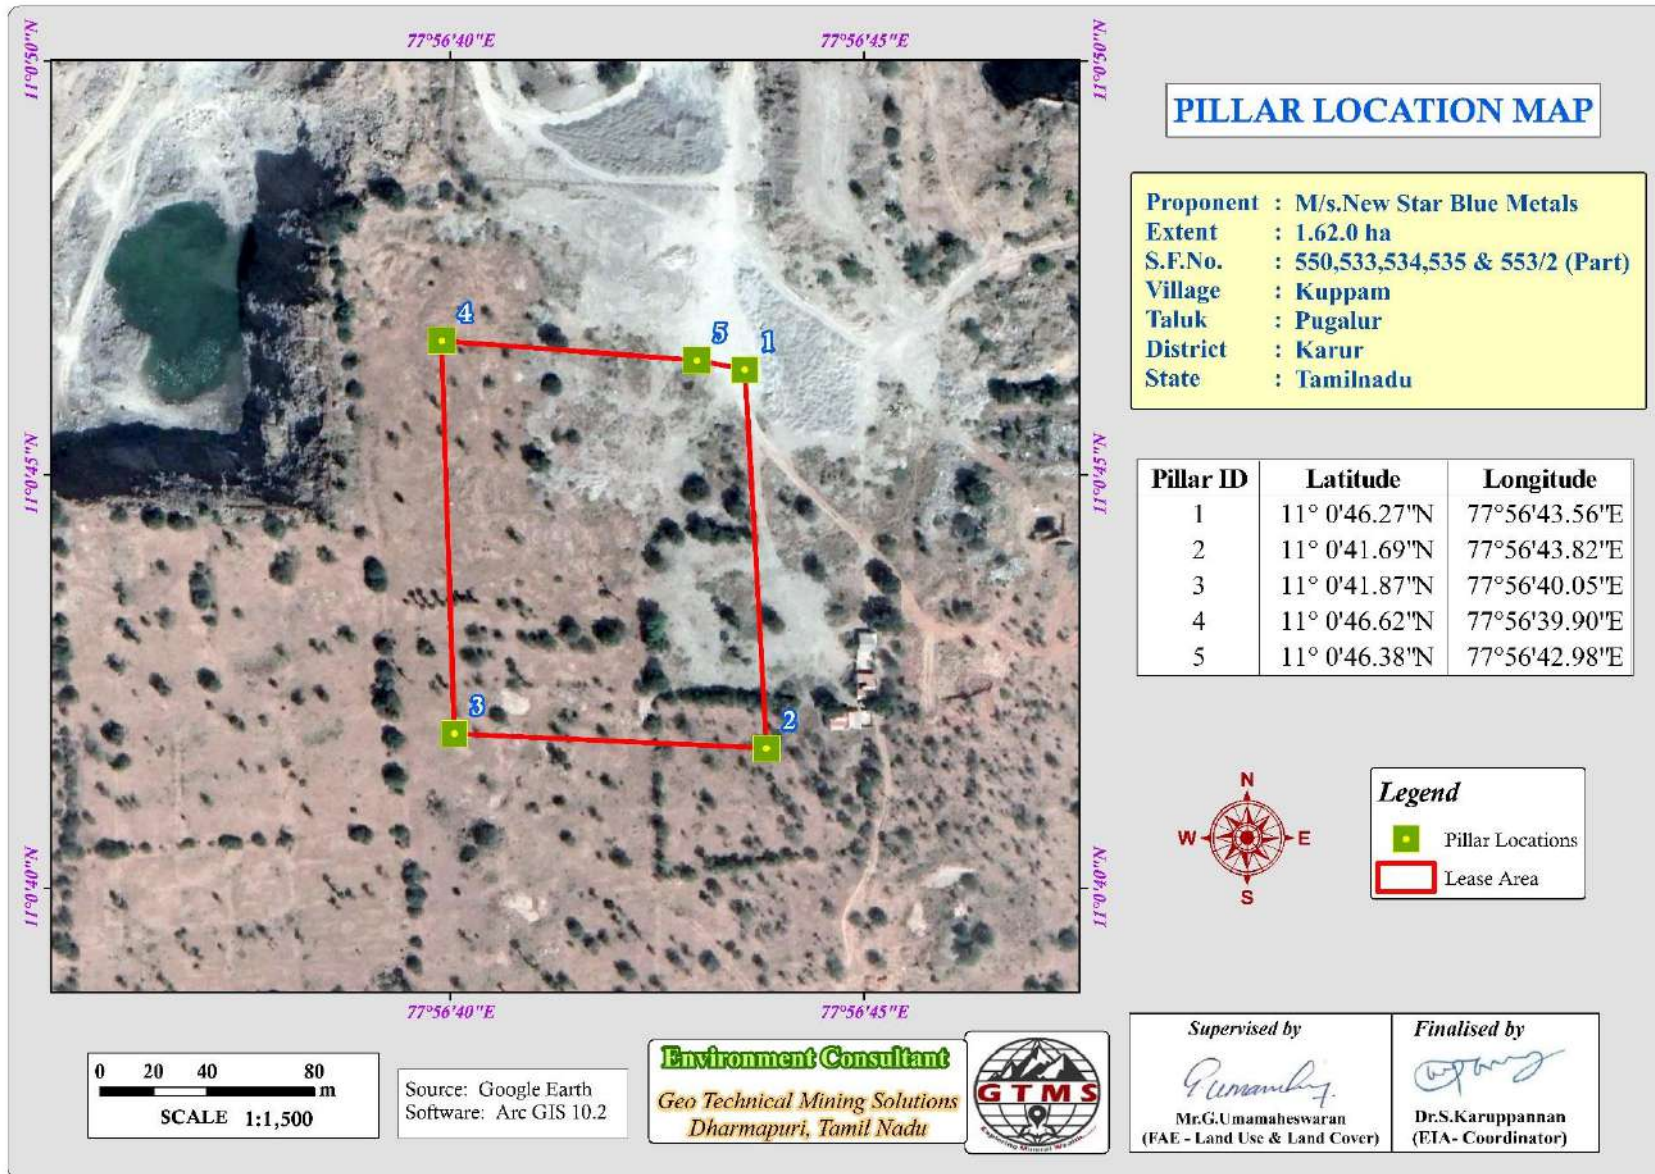 77°56'40"E 77°56'45"E
11°0'50"N 11°0'50"N
11°0'45"N 11°0'45"N
11°0'40"N 11°0'40"N
77°56'40"E 77°56'45"E
4
5
1
3
2
PILLAR LOCATION MAP
Proponent : M/s.New Star Blue Metals
Extent : 1.62.0 ha
S.F.No. : 550,533,534,535 & 553/2 (Part)
Village : Kuppam
Taluk : Pugalur
District : Karur
State : Tamilnadu
Pillar ID Latitude Longitude
1 11° 0'46.27"N 77°56'43.56"E
2 11° 0'41.69"N 77°56'43.82"E
3 11° 0'41.87"N 77°56'40.05"E
4 11° 0'46.62"N 77°56'39.90"E
5 11° 0'46.38"N 77°56'42.98"E
N
W E
S
Legend
Pillar Locations
Lease Area
0 20 40 80
m
SCALE 1:1,500
Source: Google Earth
Software: Arc GIS 10.2
Environment Consultant
Geo Technical Mining Solutions
Dharmapuri, Tamil Nadu
GTMS
Supervised by
G.Umamaheswaran
Mr.G.Umamaheswaran
(FAE - Land Use & Land Cover)
Finalised by
Dr.S.Karuppannan
(EIA- Coordinator)